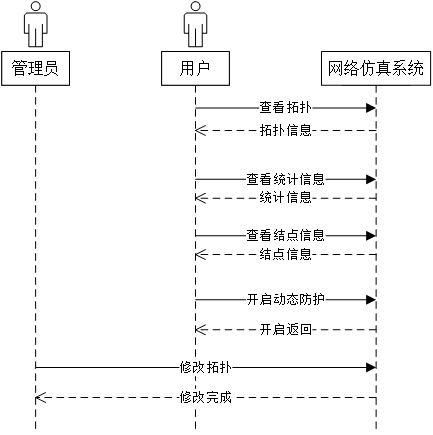 管理员
用户
网络仿真系统
查看拓扑
拓扑信息
查看统计信息
统计信息
查看结点信息
结点信息
开启动态防护
开启返回
修改拓扑
修改完成